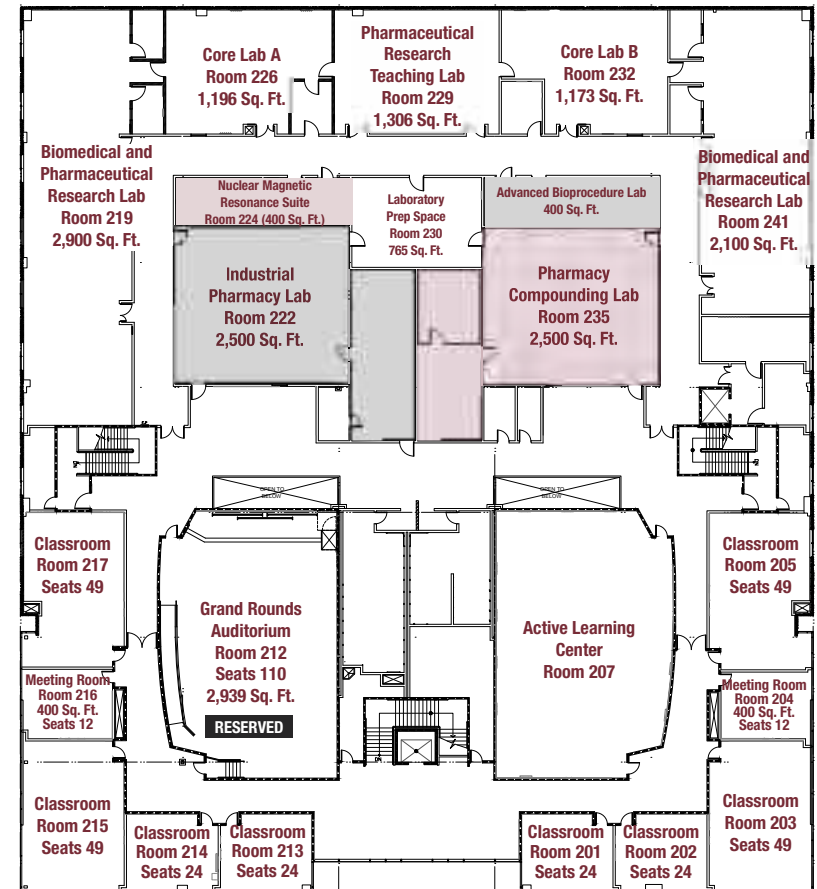 Core Lab A
Room 226
1,196 Sq. Ft.
Pharmaceutical
Research
Teaching Lab
Room 229
1,306 Sq. Ft.
Core Lab B
Room 232
1,173 Sq. Ft.
Biomedical and
Pharmaceutical
Research Lab
Room 219
2,900 Sq. Ft.
Nuclear Magnetic
Resonance Suite
Room 224 (400 Sq. Ft.)
Laboratory
Prep Space
Room 230
765 Sq. Ft.
Advanced Bioprocedure Lab
400 Sq. Ft.
Biomedical and
Pharmaceutical
Research Lab
Room 241
2,100 Sq. Ft.
Industrial
Pharmacy Lab
Room 222
2,500 Sq. Ft.
Pharmacy
Compounding Lab
Room 235
2,500 Sq. Ft.
OPEN TO
BELOW
OPEN TO
BELOW
Classroom
Room 217
Seats 49
Grand Rounds
Auditorium
Room 212
Seats 110
2,939 Sq. Ft.
RESERVED
Active Learning
Center
Room 207
Classroom
Room 205
Seats 49
Meeting Room
Room 216
400 Sq. Ft.
Seats 12
Meeting Room
Room 204
400 Sq. Ft.
Seats 12
Classroom
Room 215
Seats 49
Classroom
Room 214
Seats 24
Classroom
Room 213
Seats 24
Classroom
Room 201
Seats 24
Classroom
Room 202
Seats 24
Classroom
Room 203
Seats 49